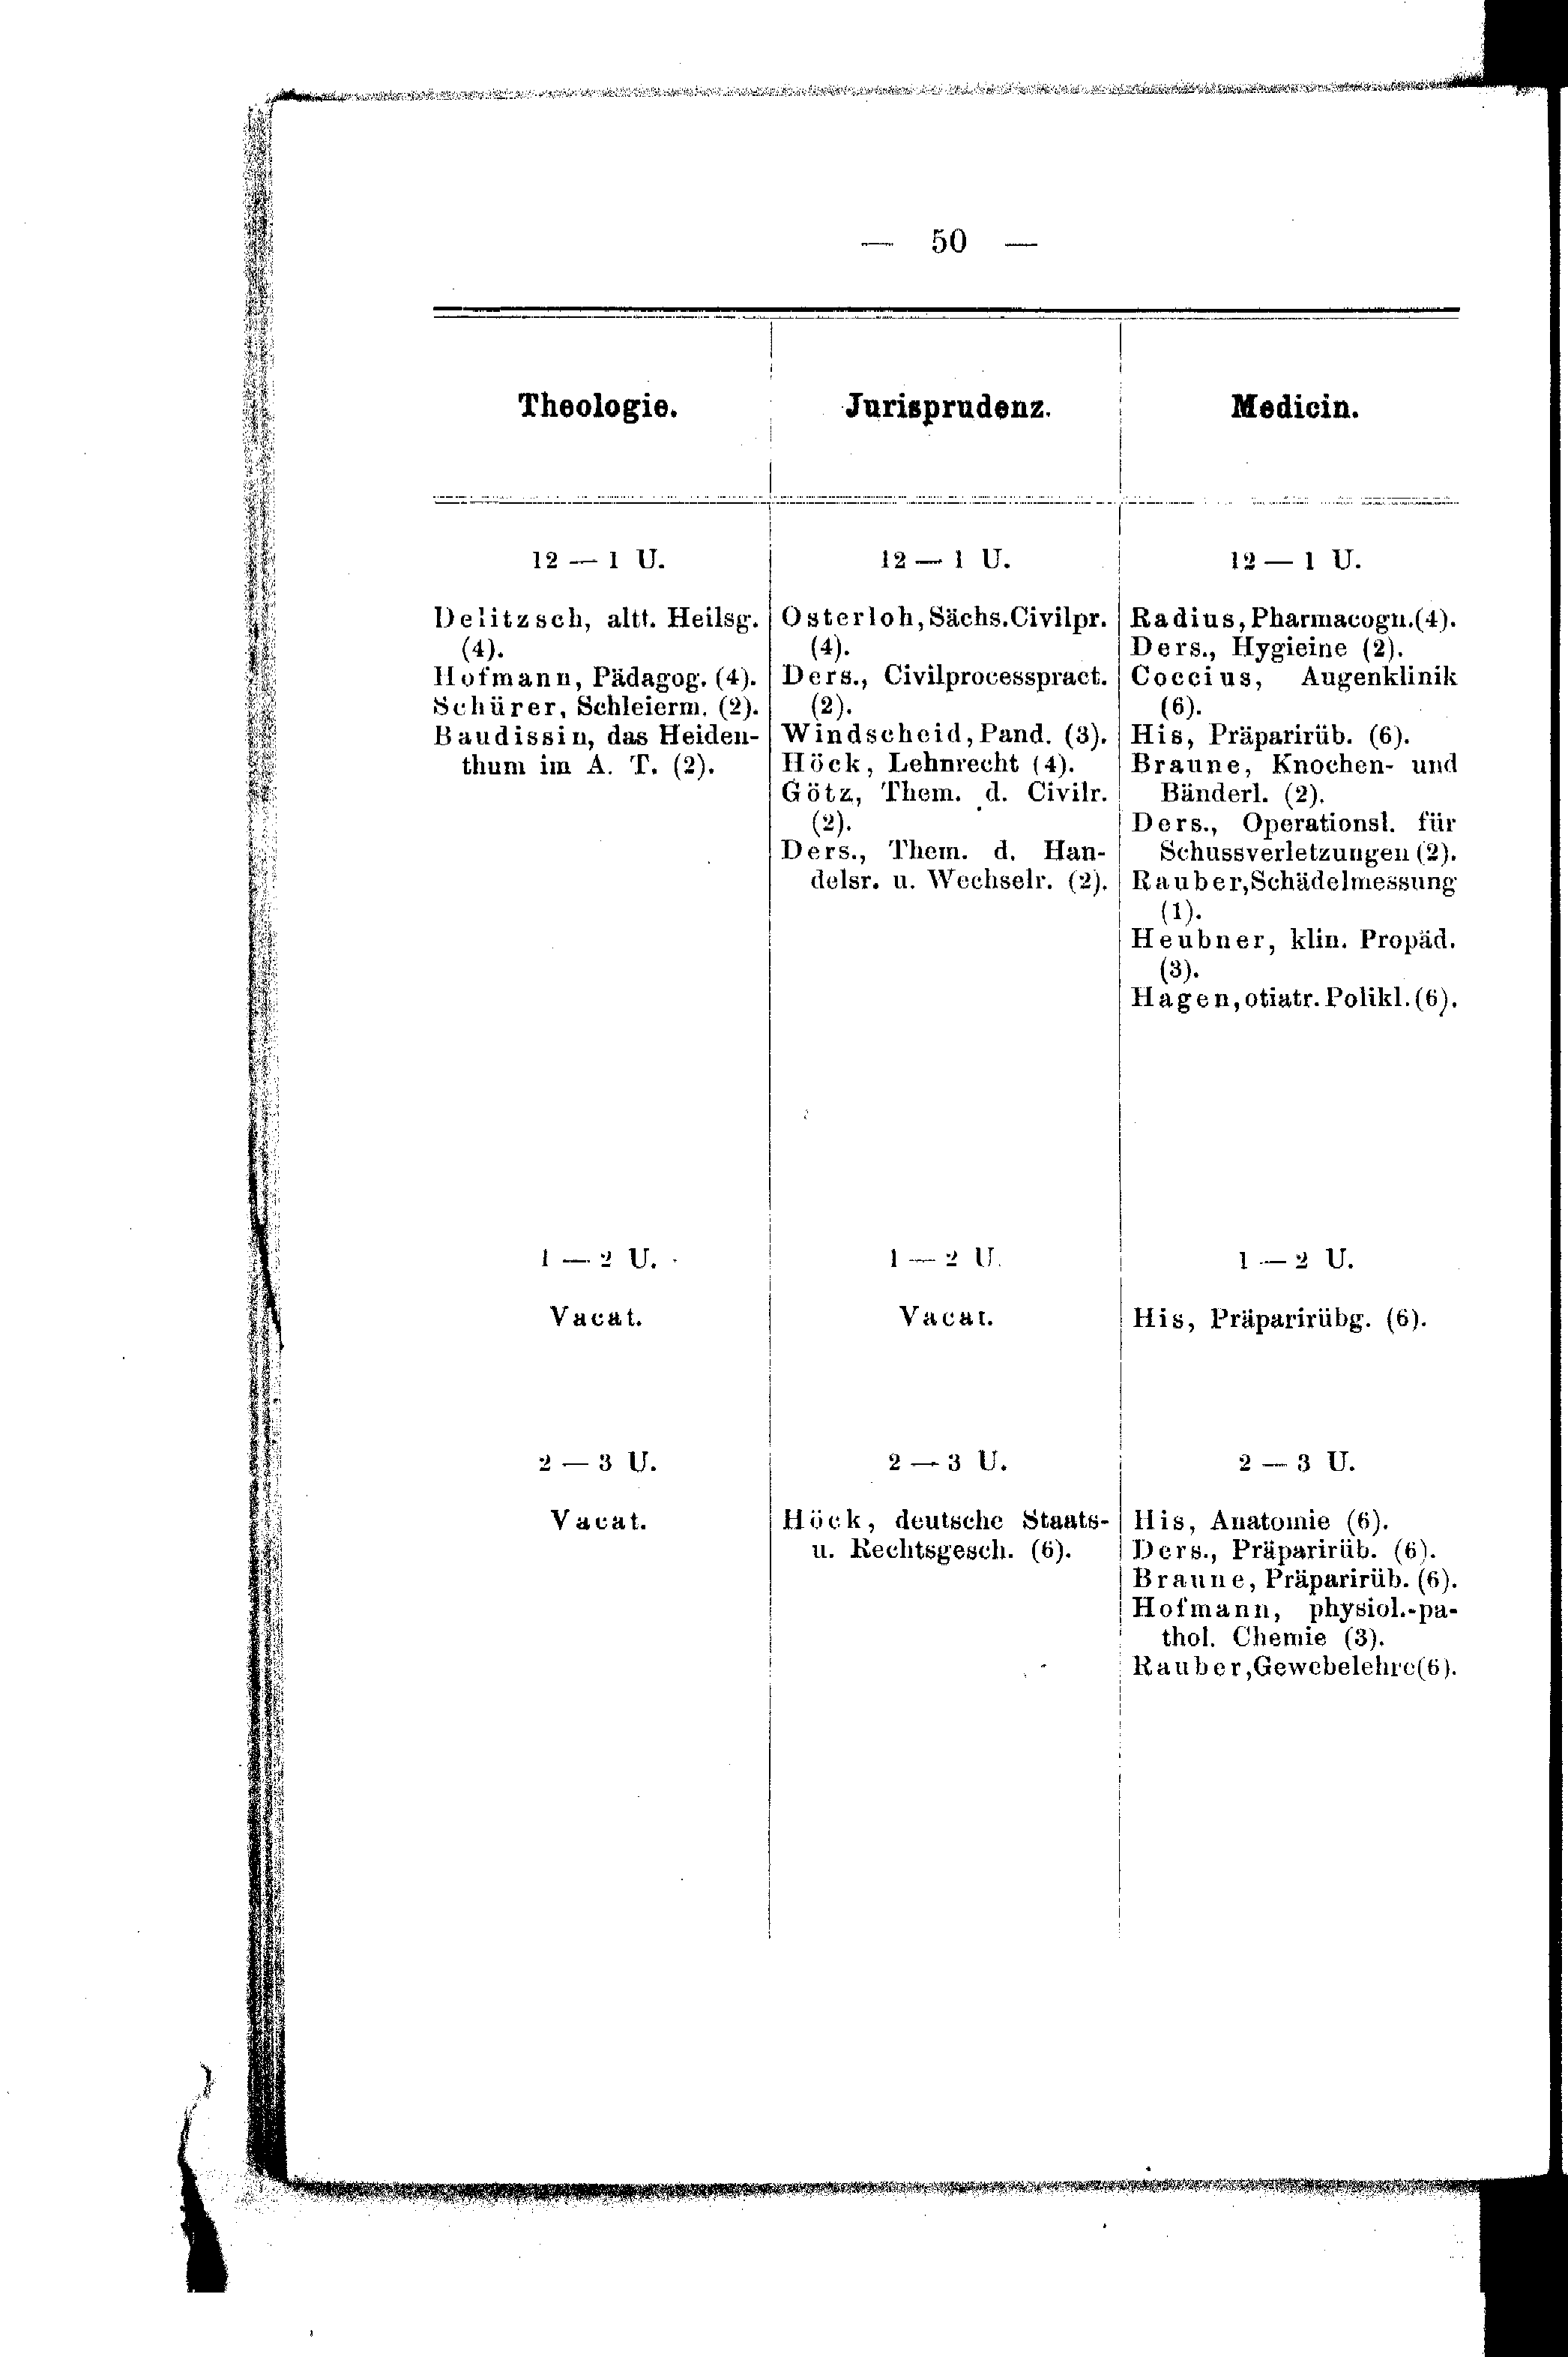 — 50 —
Theologie.
Jurisprudenz.
Medicin.
12 — 1 U.
Delitzsch, altt. Heilsg.
(4).
Hofmann, Pädagog. (4).
Schürer, Schleierm. (2).
Baudissin, das Heiden-
thum im A. T. (2).
12 — 1 U.
Osterloh, Sächs. Civilpr.
(4).
Ders., Civilprocesspract.
(2).
Windscheid, Pand. (3).
Höck, Lehnrecht (4).
Götz, Them. d. Civilr.
(2).
Ders., Them. d. Han-
delsr. u. Wechselr. (2).
12 — 1 U.
Radius, Pharmacogn. (4).
Ders., Hygieine (2).
Coccius, Augenklinik
(6).
His, Präparirüb. (6).
Braune, Knochen- und
Bänderl. (2).
Ders., Operationsl. für
Schussverletzungen (2).
Rauber, Schädelmessung
(1).
Heubner, klin. Propäd.
(3).
Hagen, otiatr. Polikl. (6).
1 — 2 U.
Vacat.
1 — 2 U.
Vacat.
1 — 2 U.
His, Präparirübg. (6).
2 — 3 U.
Vacat.
2 — 3 U.
Höck, deutsche Staats-
u. Rechtsgesch. (6).
2 — 3 U.
His, Anatomie (6).
Ders., Präparirüb. (6).
Braune, Präparirüb. (6).
Hofmann, physiol.-pa-
thol. Chemie (3).
Rauber, Gewebelehre (6).